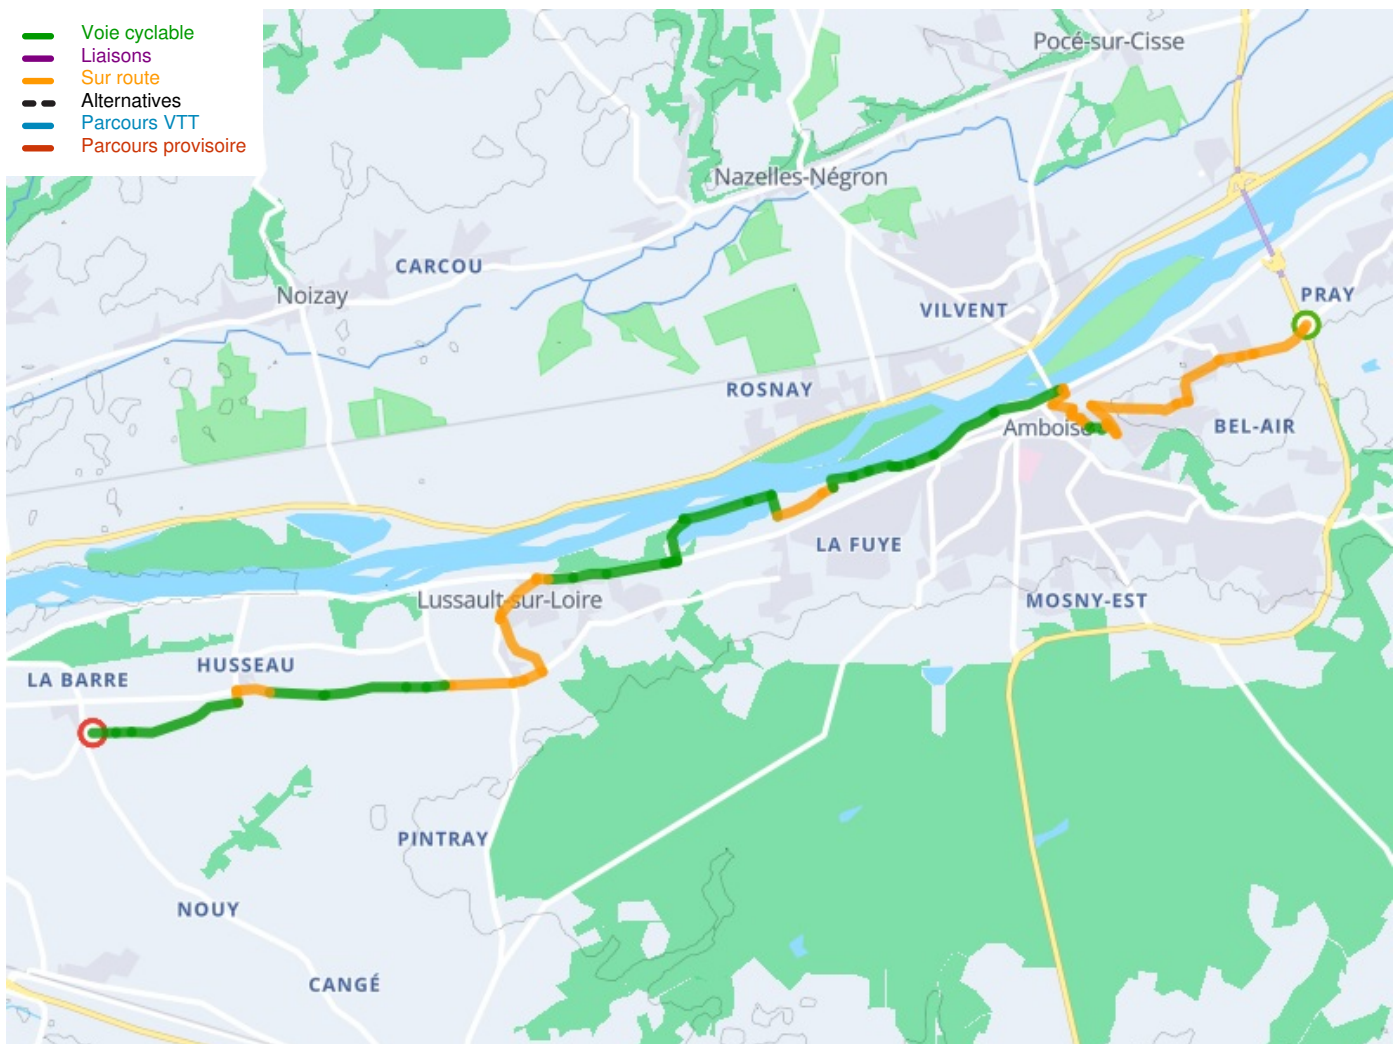 Voie cyclable
Liaisons
Sur route
Alternatives
Parcours VTT
Parcours provisoire
Pocé-sur-Cisse
Nazelles-Négron
CARCOU
Noizay
PRAY
VILVENT
ROSNAY
Amboise
BEL-AIR
LA FUYE
Lussault-sur-Loire
MOSNY-EST
HUSSEAU
LA BARRE
PINTRAY
NOUY
CANGÉ